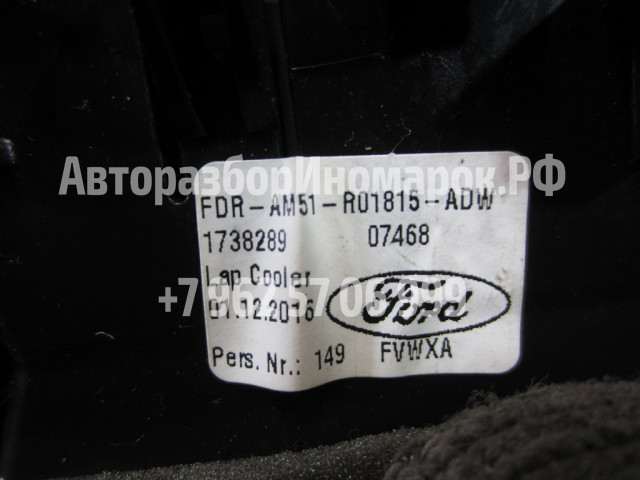 АвторазборИномарок.РФ
FDR-AM51-R01815-ADW
1738289 07468
Lap Cooler
01.12.2016 Ford
Pers. Nr.: 149 FVWXA